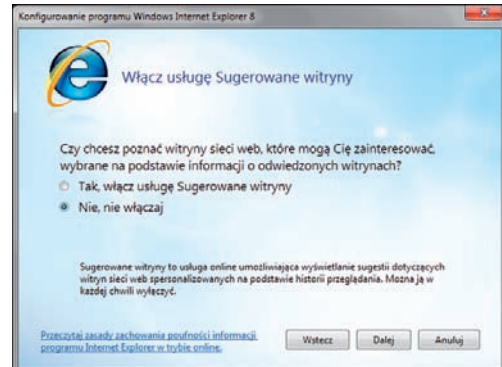 Konfigurowanie programu Windows Internet Explorer 8
Włącz usługę Sugerowane witryny
Czy chcesz poznać witryny sieci web, które mogą Cię zainteresować,
wybrane na podstawie informacji o odwiedzonych witrynach?
Tak, włącz usługę Sugerowane witryny
Nie, nie włączaj
Sugerowane witryny to usługa online umożliwiająca wyświetlanie sugestii dotyczących
witryn sieci web spersonalizowanych na podstawie historii przeglądania. Można ją w
każdej chwili wyłączyć.
Przeczytaj zasady zachowania poufności informacji
programu Internet Explorer w trybie online.
Wstecz Dalej Anuluj